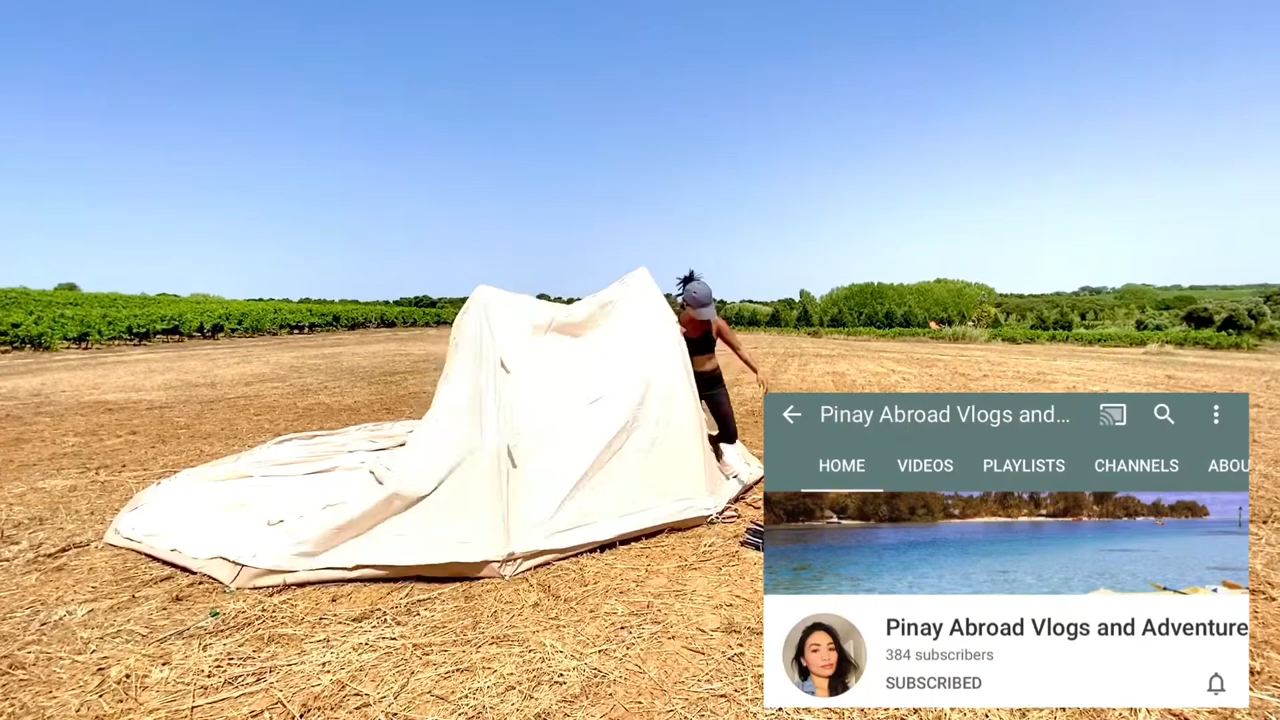 Pinay Abroad Vlogs and...
HOME VIDEOS PLAYLISTS CHANNELS ABOU
Pinay Abroad Vlogs and Adventure
384 subscribers
SUBSCRIBED